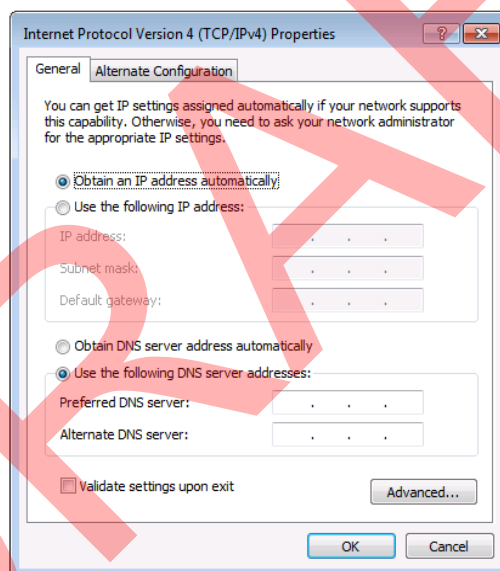 Internet Protocol Version 4 (TCP/IPv4) Properties
General
Alternate Configuration
You can get IP settings assigned automatically if your network supports
this capability. Otherwise, you need to ask your network administrator
for the appropriate IP settings.
Obtain an IP address automatically
Use the following IP address:
IP address:
Subnet mask:
Default gateway:
Obtain DNS server address automatically
Use the following DNS server addresses:
Preferred DNS server:
Alternate DNS server:
Validate settings upon exit
Advanced...
OK
Cancel